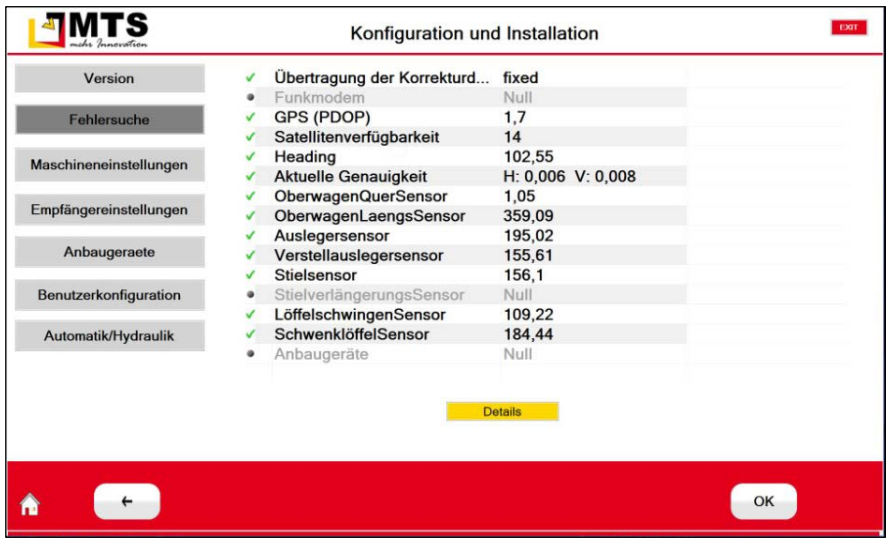 MTS
mehr Innovation
Konfiguration und Installation
EXIT
Version
Fehlersuche
Maschineneinstellungen
Empfängereinstellungen
Anbaugeraete
Benutzerkonfiguration
Automatik/Hydraulik
Übertragung der Korrekturd... fixed
Funkmodem Null
GPS (PDOP) 1,7
Satellitenverfügbarkeit 14
Heading 102,55
Aktuelle Genauigkeit H: 0,006 V: 0,008
OberwagenQuerSensor 1,05
OberwagenLaengsSensor 359,09
Auslegersensor 195,02
Verstellauslegersensor 155,61
Stielsensor 156,1
StielverlängerungsSensor Null
LöffelschwingenSensor 109,22
SchwenklöffelSensor 184,44
Anbaugeräte Null
Details
OK